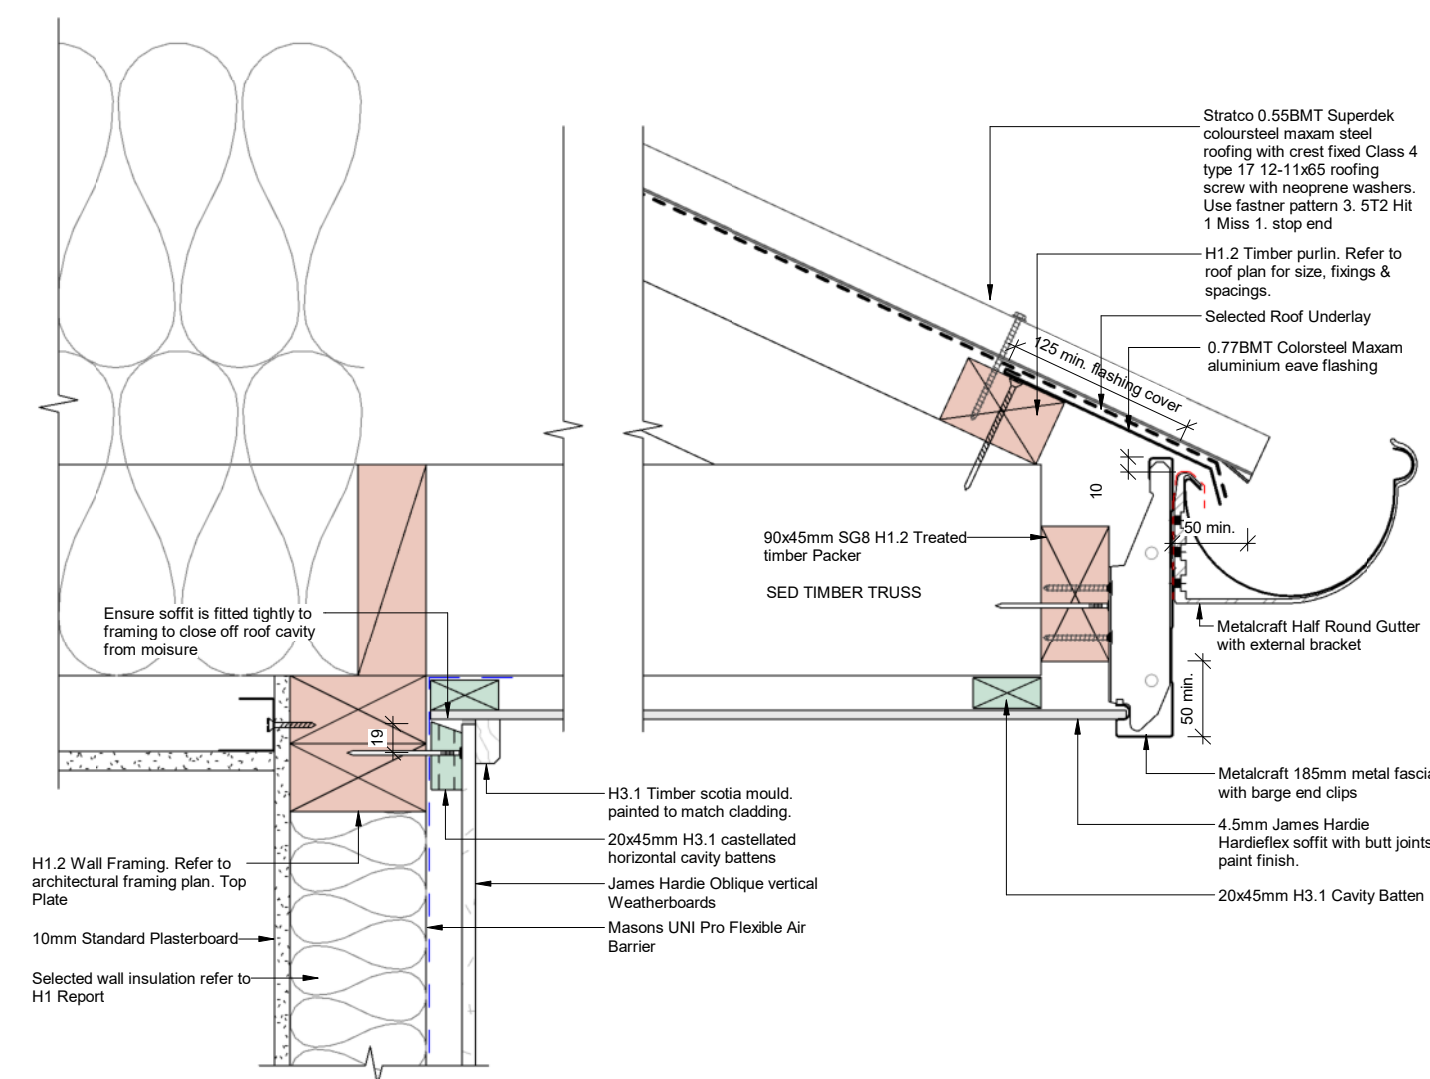 Stratco 0.55BMT Superdek
coloursteel maxam steel
roofing with crest fixed Class 4
type 17 12-11x65 roofing
screw with neoprene washers.
Use fastner pattern 3. 5T2 Hit
1 Miss 1. stop end
H1.2 Timber purlin. Refer to
roof plan for size, fixings &
spacings.
Selected Roof Underlay
0.77BMT Colorsteel Maxam
aluminium eave flashing
125 min. flashing cover
10
50 min.
90x45mm SG8 H1.2 Treated
timber Packer
SED TIMBER TRUSS
Ensure soffit is fitted tightly to
framing to close off roof cavity
from moisure
Metalcraft Half Round Gutter
with external bracket
50 min.
19
Metalcraft 185mm metal fascia
with barge end clips
H3.1 Timber scotia mould.
painted to match cladding.
4.5mm James Hardie
Hardieflex soffit with butt joints
paint finish.
20x45mm H3.1 castellated
horizontal cavity battens
H1.2 Wall Framing. Refer to
architectural framing plan. Top
Plate
James Hardie Oblique vertical
Weatherboards
20x45mm H3.1 Cavity Batten
Masons UNI Pro Flexible Air
Barrier
10mm Standard Plasterboard
Selected wall insulation refer to
H1 Report